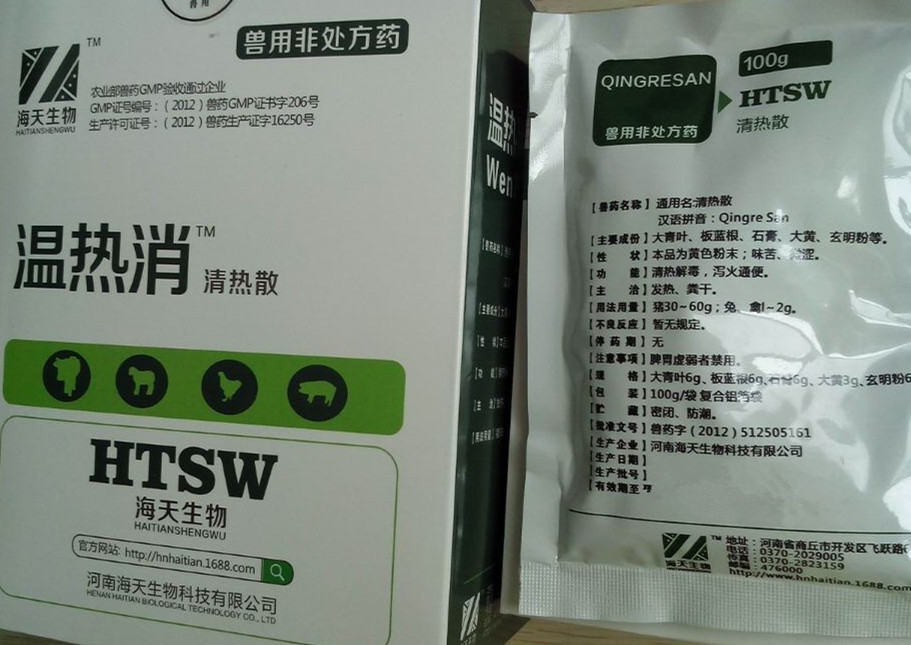 兽用
兽用非处方药
TM
海天生物
HAITIANSHENGWU
农业部兽药GMP验收通过企业
GMP证号编号：（2012）兽药GMP证书字206号
生产许可证号：（2012）兽药生产证字16250号
温热消TM
清热散
HTSW
海天生物
HAITIANSHENGWU
官方网站: http://hnhaitian.1688.com
河南海天生物科技有限公司
HENAN HAITIAN BIOLOGICAL TECHNOLOGY CO., LTD
温热
Wen
QINGRESAN
兽用非处方药
100g
HTSW
清热散
【兽药名称】通用名:清热散
汉语拼音：Qingre San
【主要成份】大青叶、板蓝根、石膏、大黄、玄明粉等。
【性 状】本品为黄色粉末；味苦、微涩。
【功 能】清热解毒，泻火通便。
【主 治】发热、粪干。
【用法用量】猪30~60g；兔、禽1~2g。
【不良反应】暂无规定。
【停药期】无
【注意事项】脾胃虚弱者禁用。
【规 格】大青叶6g、板蓝根6g、石膏6g、大黄3g、玄明粉6
【包 装】100g/袋 复合铝箔袋
【贮 藏】密闭、防潮。
【批准文号】兽药字（2012）512505161
【生产企业】河南海天生物科技有限公司
【生产日期】
【生产批号】
【有效期至】
TM
海天生物
地址：河南省商丘市开发区飞跃路
电话：0370-2029005
传真：0370-2823159
邮编：476000
http://www.hnhaitian.1688.com